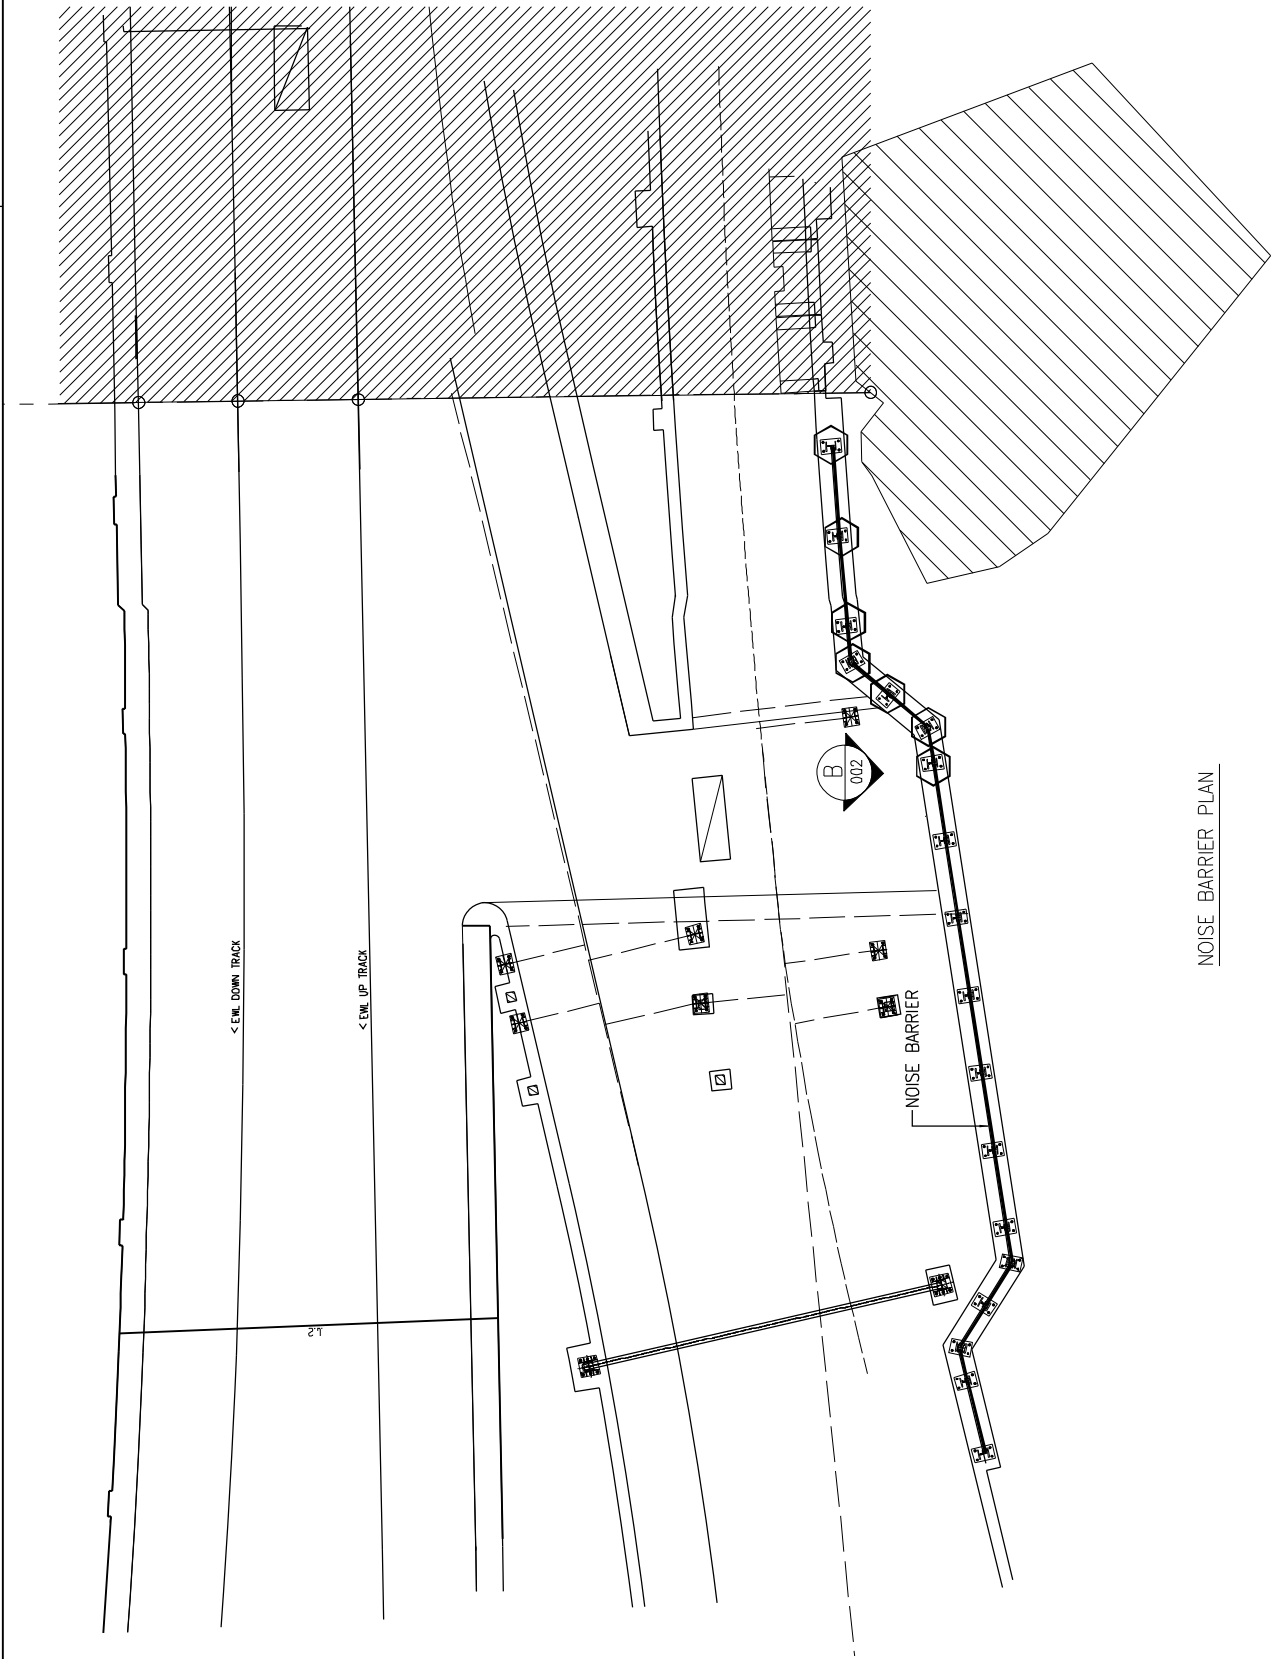 < EWL DOWN TRACK
< EWL UP TRACK
B
002
NOISE BARRIER
NOISE BARRIER PLAN